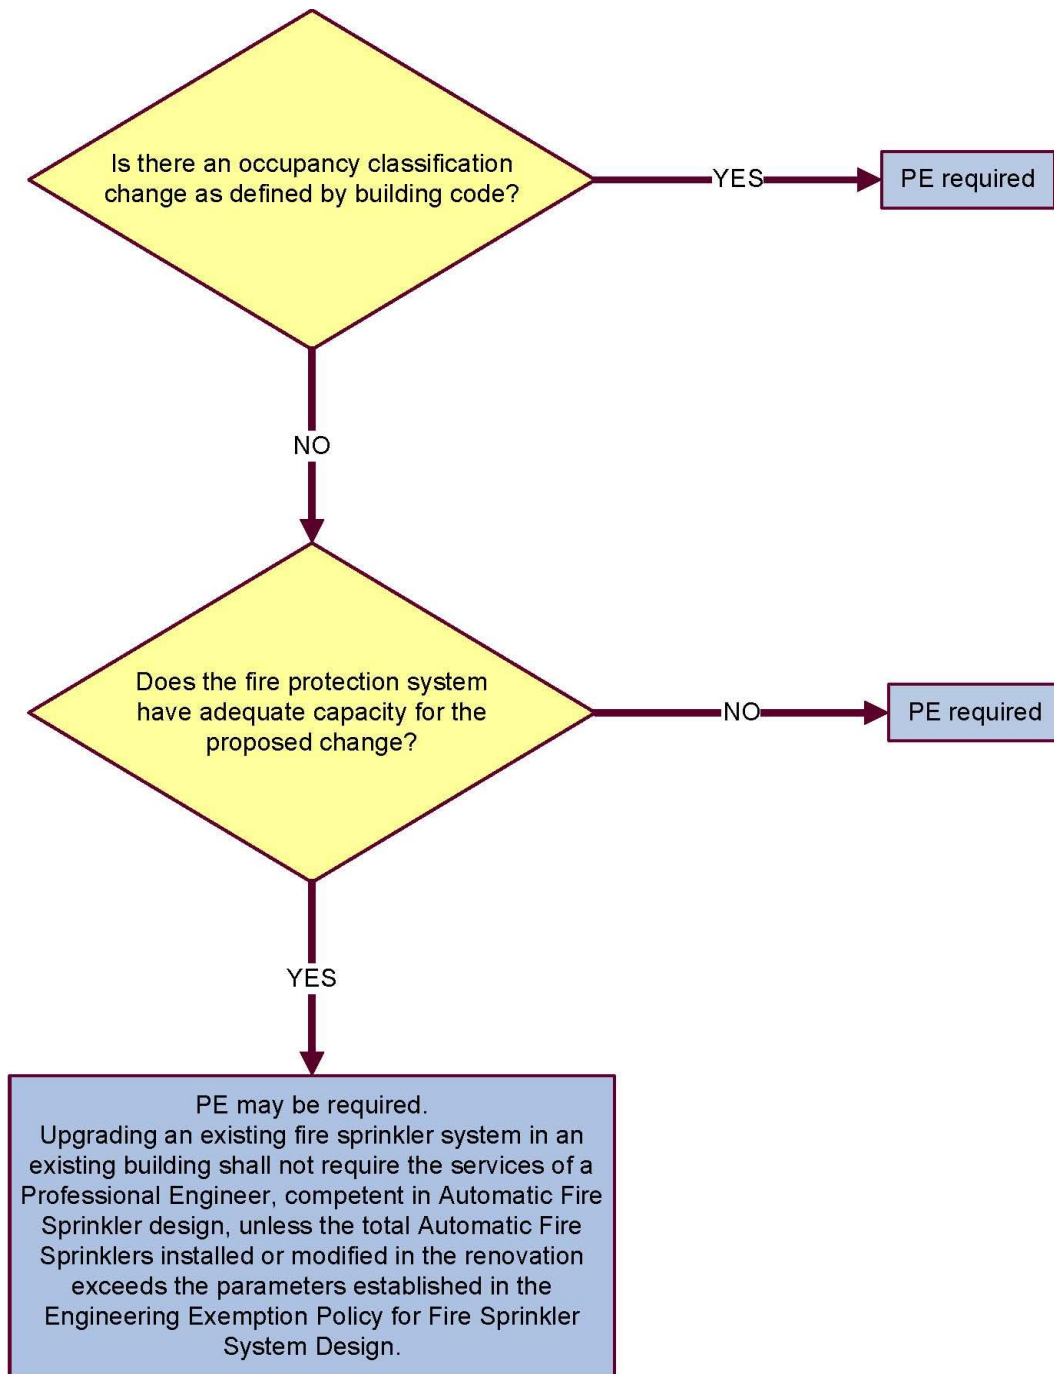 Is there an occupancy classification
change as defined by building code?
YES
PE required
NO
Does the fire protection system
have adequate capacity for the
proposed change?
NO
PE required
YES
PE may be required.
Upgrading an existing fire sprinkler system in an
existing building shall not require the services of a
Professional Engineer, competent in Automatic Fire
Sprinkler design, unless the total Automatic Fire
Sprinklers installed or modified in the renovation
exceeds the parameters established in the
Engineering Exemption Policy for Fire Sprinkler
System Design.